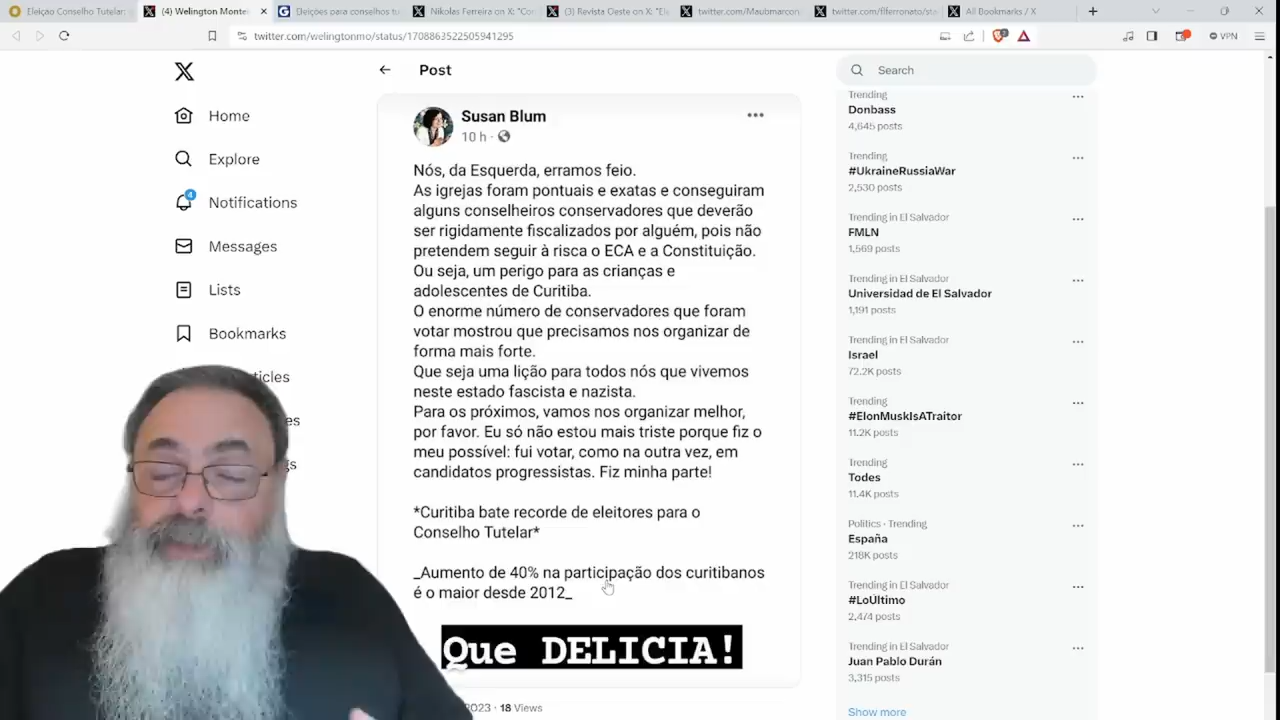 Eleição Conselho Tutelar:
(4) Welington Monte
Eleições para conselhos tu
Nikolas Ferreira on X: "Cor
(3) Revista Oeste on X: "Ele
twitter.com/Maubmarcon
twitter.com/flferronato/sta
All Bookmarks / X
twitter.com/welingtonmo/status/1708863522505941295
VPN
Post
Search
Home
Explore
4
Notifications
Messages
Lists
Bookmarks
Susan Blum
10 h
Nós, da Esquerda, erramos feio.
As igrejas foram pontuais e exatas e conseguiram
alguns conselheiros conservadores que deverão
ser rigidamente fiscalizados por alguém, pois não
pretendem seguir à risca o ECA e a Constituição.
Ou seja, um perigo para as crianças e
adolescentes de Curitiba.
O enorme número de conservadores que foram
votar mostrou que precisamos nos organizar de
forma mais forte.
Que seja uma lição para todos nós que vivemos
neste estado fascista e nazista.
Para os próximos, vamos nos organizar melhor,
por favor. Eu só não estou mais triste porque fiz o
meu possível: fui votar, como na outra vez, em
candidatos progressistas. Fiz minha parte!
*Curitiba bate recorde de eleitores para o
Conselho Tutelar*
_Aumento de 40% na participação dos curitibanos
é o maior desde 2012_
Que DELICIA!
2023 · 18 Views
Trending
Donbass
4,645 posts
Trending
#UkraineRussiaWar
2,530 posts
Trending in El Salvador
FMLN
1,569 posts
Trending in El Salvador
Universidad de El Salvador
1,191 posts
Trending in El Salvador
Israel
72.2K posts
Trending
#ElonMuskIsATraitor
11.2K posts
Trending
Todes
11.4K posts
Politics · Trending
España
218K posts
Trending in El Salvador
#LoÚltimo
2,474 posts
Trending in El Salvador
Juan Pablo Durán
3,315 posts
Show more